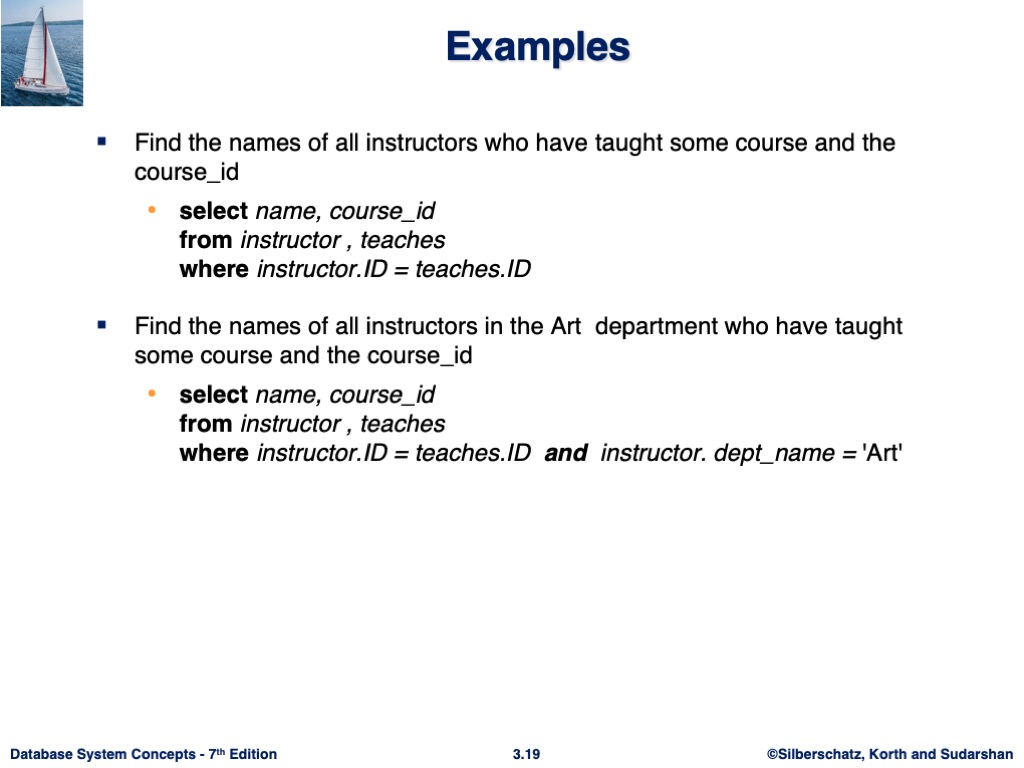 Examples
▪ Find the names of all instructors who have taught some course and the
course_id
• select name, course_id
from instructor , teaches
where instructor.ID = teaches.ID
▪ Find the names of all instructors in the Art  department who have taught
some course and the course_id
• select name, course_id
from instructor , teaches
where instructor.ID = teaches.ID  and  instructor. dept_name = 'Art'
Database System Concepts - 7th Edition
3.19
©Silberschatz, Korth and Sudarshan